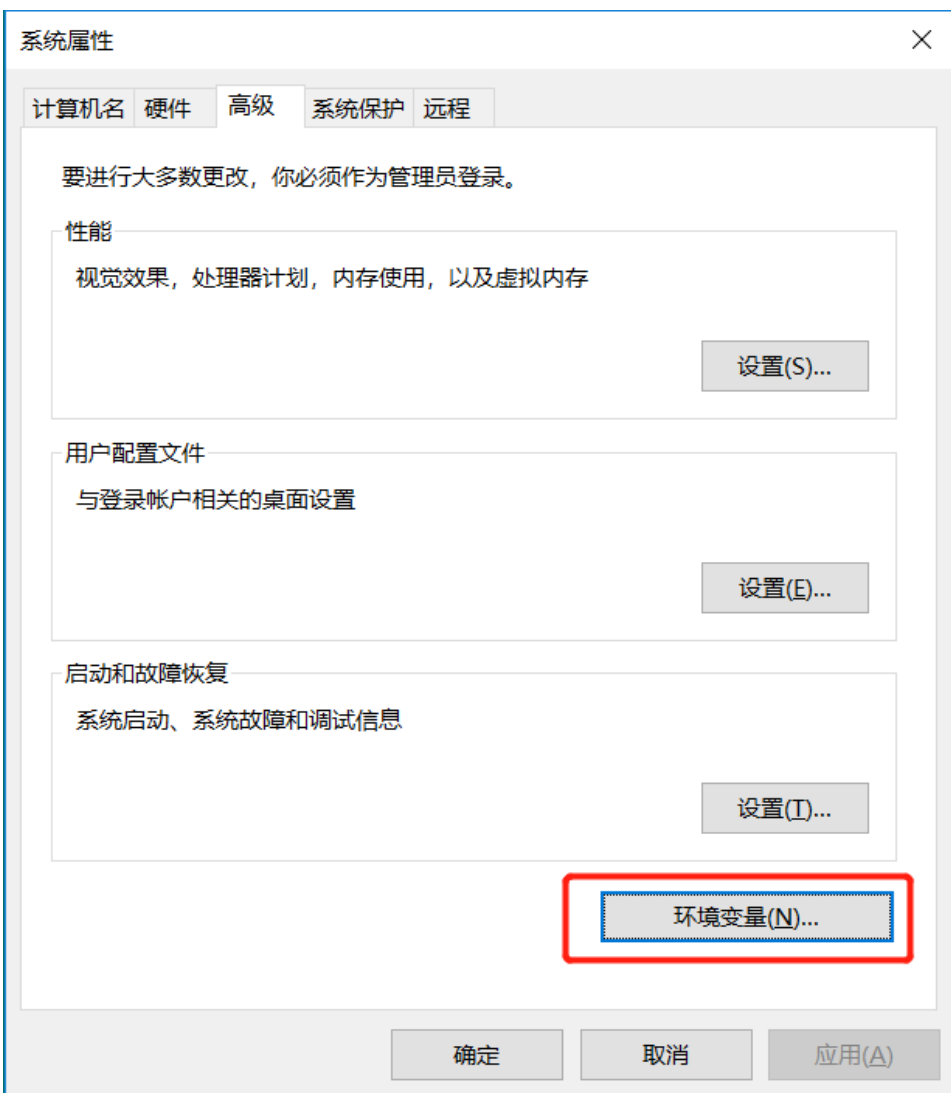 系统属性
计算机名 硬件 高级 系统保护 远程
要进行大多数更改，你必须作为管理员登录。
性能
视觉效果，处理器计划，内存使用，以及虚拟内存
设置(S)...
用户配置文件
与登录帐户相关的桌面设置
设置(E)...
启动和故障恢复
系统启动、系统故障和调试信息
设置(T)...
环境变量(N)...
确定 取消 应用(A)